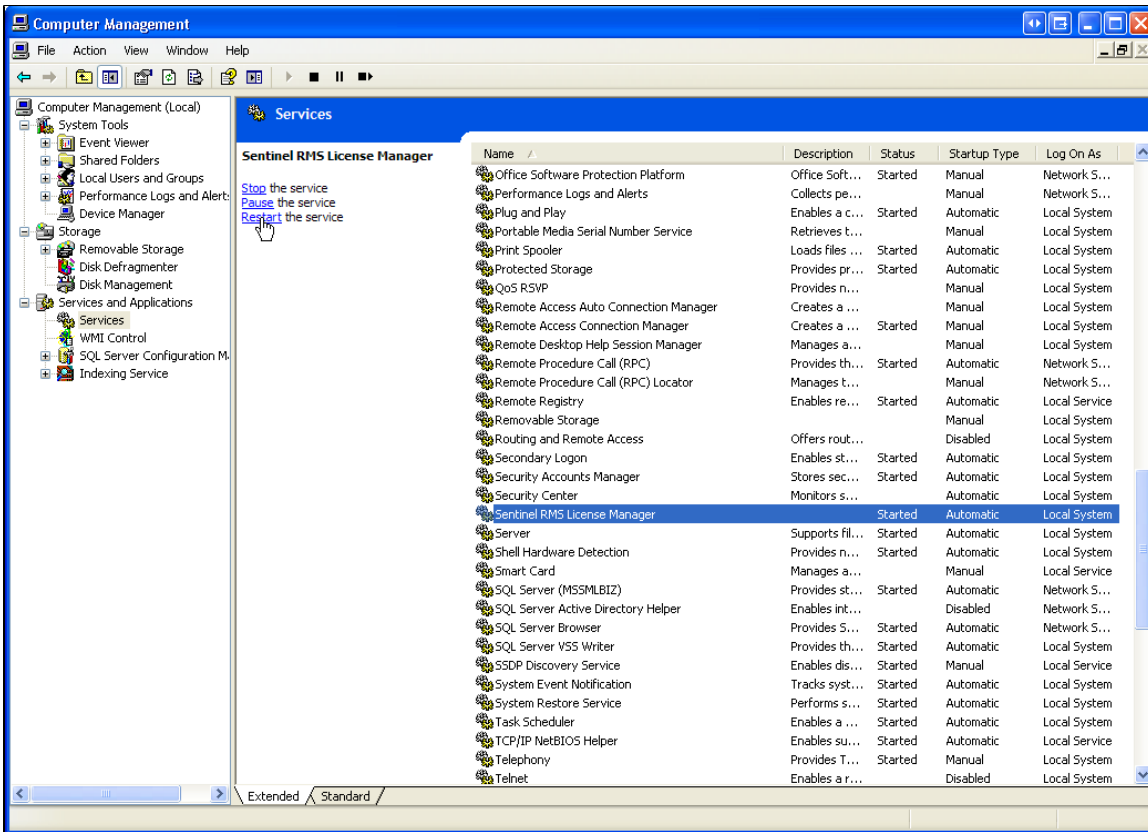 Computer Management
File Action View Window Help
Computer Management (Local)
System Tools
Event Viewer
Shared Folders
Local Users and Groups
Performance Logs and Alert
Device Manager
Storage
Removable Storage
Disk Defragmenter
Disk Management
Services and Applications
Services
WMI Control
SQL Server Configuration M
Indexing Service
Services
Sentinel RMS License Manager
Stop the service
Pause the service
Restart the service
Name Description Status Startup Type Log On As
Office Software Protection Platform Office Soft... Started Manual Network S...
Performance Logs and Alerts Collects pe... Manual Network S...
Plug and Play Enables a c... Started Automatic Local System
Portable Media Serial Number Service Retrieves t... Manual Local System
Print Spooler Loads files ... Started Automatic Local System
Protected Storage Provides pr... Started Automatic Local System
QoS RSVP Provides n... Manual Local System
Remote Access Auto Connection Manager Creates a ... Manual Local System
Remote Access Connection Manager Creates a ... Started Manual Local System
Remote Desktop Help Session Manager Manages a... Manual Local System
Remote Procedure Call (RPC) Provides th... Started Automatic Network S...
Remote Procedure Call (RPC) Locator Manages t... Manual Network S...
Remote Registry Enables re... Started Automatic Local Service
Removable Storage Manual Local System
Routing and Remote Access Offers rout... Disabled Local System
Secondary Logon Enables st... Started Automatic Local System
Security Accounts Manager Stores sec... Started Automatic Local System
Security Center Monitors s... Automatic Local System
Sentinel RMS License Manager Started Automatic Local System
Server Supports fil... Started Automatic Local System
Shell Hardware Detection Provides n... Started Automatic Local System
Smart Card Manages a... Manual Local Service
SQL Server (MSSMLBIZ) Provides st... Started Automatic Network S...
SQL Server Active Directory Helper Enables int... Disabled Network S...
SQL Server Browser Provides S... Started Automatic Network S...
SQL Server VSS Writer Provides th... Started Automatic Local System
SSDP Discovery Service Enables dis... Started Manual Local Service
System Event Notification Tracks syst... Started Automatic Local System
System Restore Service Performs s... Started Automatic Local System
Task Scheduler Enables a ... Started Automatic Local System
TCP/IP NetBIOS Helper Enables su... Started Automatic Local Service
Telephony Provides T... Started Manual Local System
Telnet Enables a r... Disabled Local System
Extended Standard